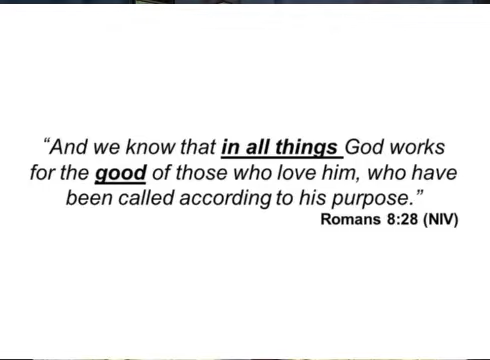 “And we know that in all things God works
for the good of those who love him, who have
been called according to his purpose.”
Romans 8:28 (NIV)